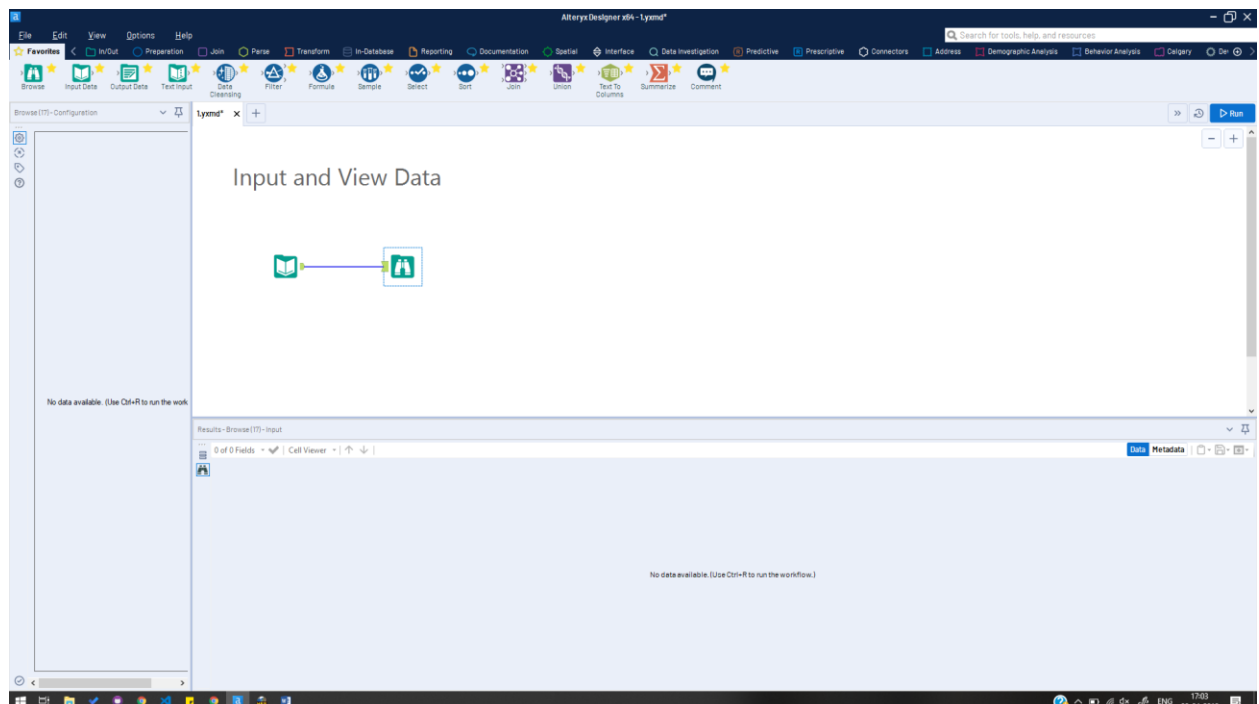 Alteryx Designer x64 - 1.yxmd*
File Edit View Options Help
Search for tools, help, and resources
Favorites In/Out Preparation Join Parse Transform In-Database Reporting Documentation Spatial Interface Data Investigation Predictive Prescriptive Connectors Address Demographic Analysis Behavior Analysis Calgary
Browse Input Data Output Data Text Input Data Cleansing Filter Formula Sample Select Sort Join Union Text To Columns Summarize Comment
Browse (17) - Configuration
1.yxmd*
Run
Input and View Data
No data available. (Use Ctrl+R to run the work
Results - Browse (17) - Input
0 of 0 Fields Cell Viewer
Data Metadata
No data available. (Use Ctrl+R to run the workflow.)
ENG 17:03